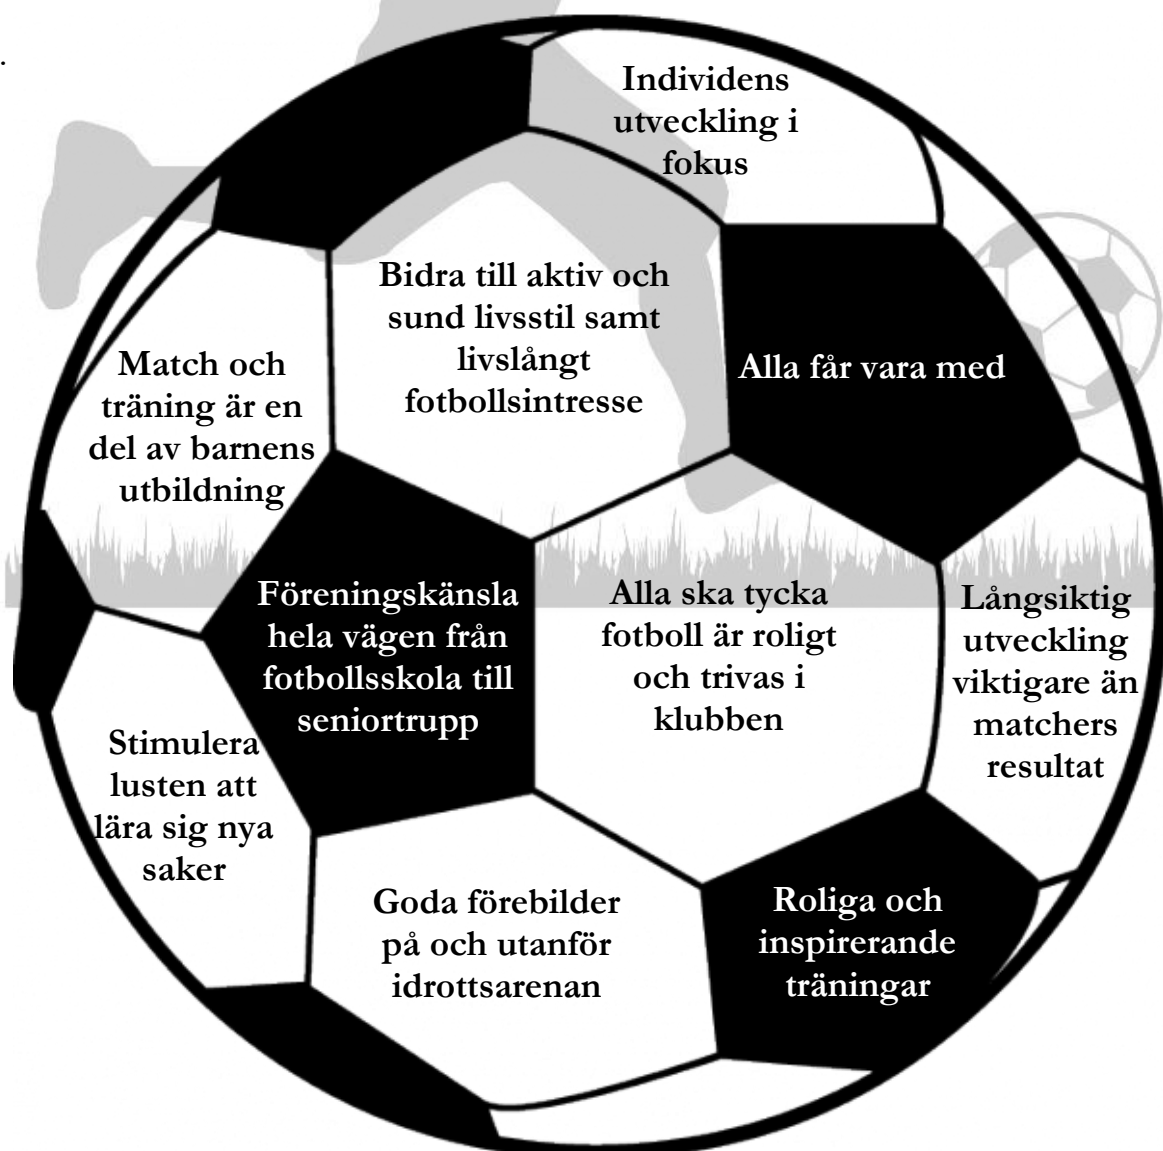 .
Individens
utveckling i
fokus
Bidra till aktiv och
sund livsstil samt
livslångt
fotbollsintresse
Alla får vara med
Match och
träning är en
del av barnens
utbildning
Föreningskänsla
hela vägen från
fotbollsskola till
seniortrupp
Alla ska tycka
fotboll är roligt
och trivas i
klubben
Långsiktig
utveckling
viktigare än
matchers
resultat
Stimulera
lusten att
lära sig nya
saker
Goda förebilder
på och utanför
idrottsarenan
Roliga och
inspirerande
träningar